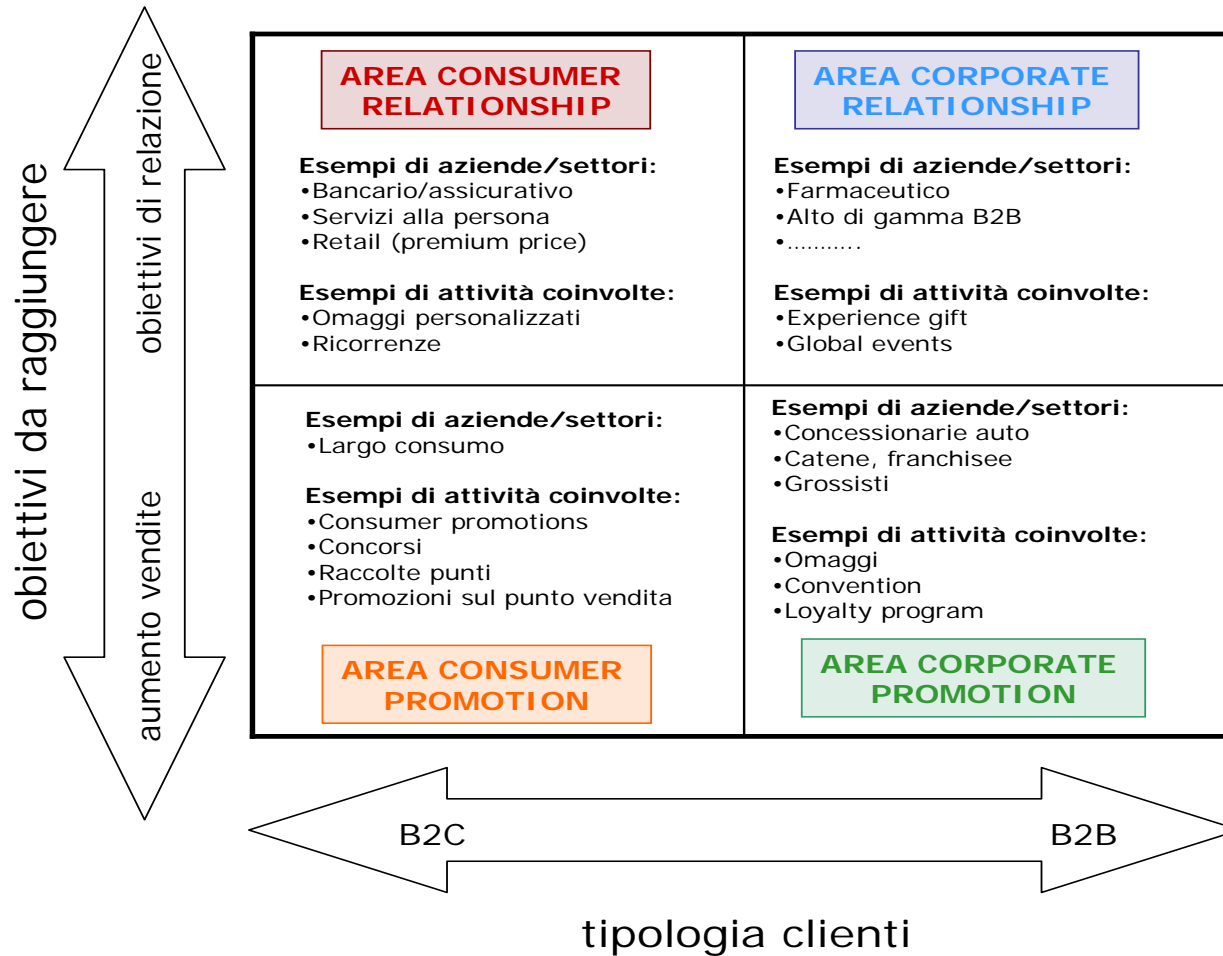 obiettivi da raggiungere
obiettivi di relazione
aumento vendite
AREA CONSUMER
RELATIONSHIP
Esempi di aziende/settori:
•Bancario/assicurativo
•Servizi alla persona
•Retail (premium price)
Esempi di attività coinvolte:
•Omaggi personalizzati
•Ricorrenze
AREA CORPORATE
RELATIONSHIP
Esempi di aziende/settori:
•Farmaceutico
•Alto di gamma B2B
•...........
Esempi di attività coinvolte:
•Experience gift
•Global events
Esempi di aziende/settori:
•Largo consumo
Esempi di attività coinvolte:
•Consumer promotions
•Concorsi
•Raccolte punti
•Promozioni sul punto vendita
AREA CONSUMER
PROMOTION
Esempi di aziende/settori:
•Concessionarie auto
•Catene, franchisee
•Grossisti
Esempi di attività coinvolte:
•Omaggi
•Convention
•Loyalty program
AREA CORPORATE
PROMOTION
B2C
B2B
tipologia clienti